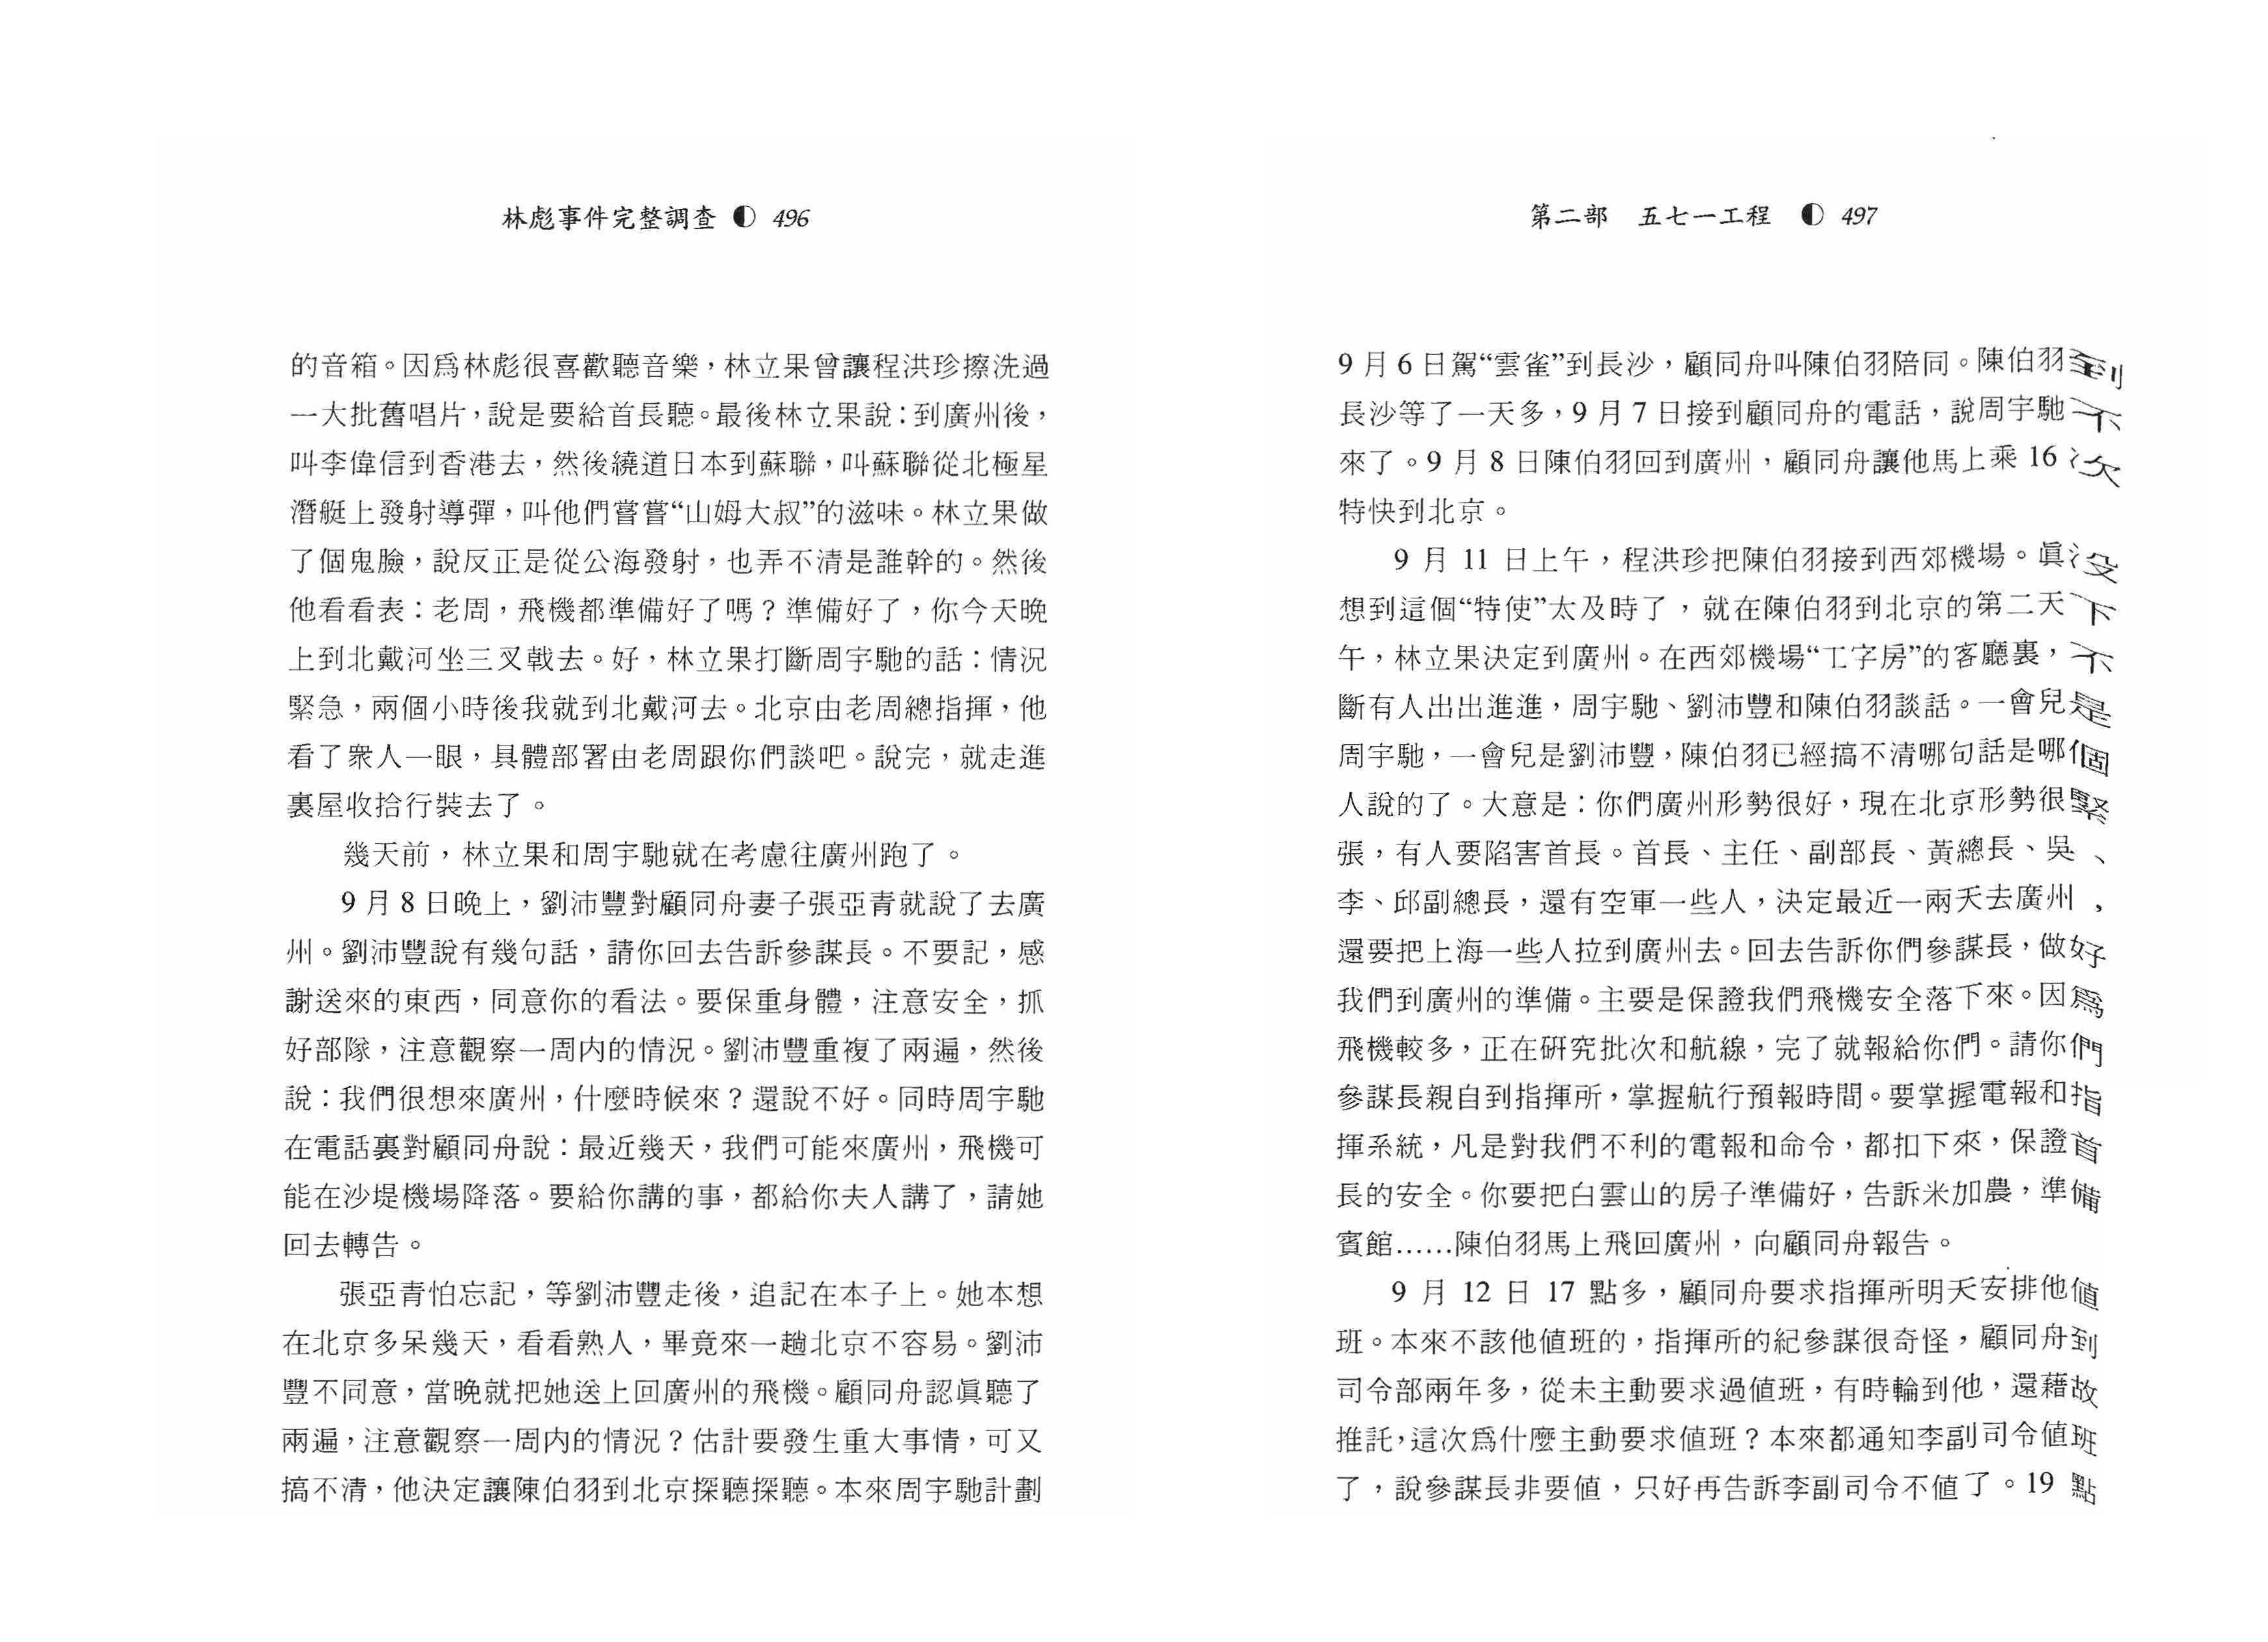 林彪事件完整調查 ◐ 496
的音箱。因爲林彪很喜歡聽音樂，林立果曾讓程洪珍擦洗過
一大批舊唱片，說是要給首長聽。最後林立果說：到廣州後，
叫李偉信到香港去，然後繞道日本到蘇聯，叫蘇聯從北極星
潛艇上發射導彈，叫他們嘗嘗“山姆大叔”的滋味。林立果做
了個鬼臉，說反正是從公海發射，也弄不清是誰幹的。然後
他看看表：老周，飛機都準備好了嗎？準備好了，你今天晚
上到北戴河坐三叉戟去。好，林立果打斷周宇馳的話：情況
緊急，兩個小時後我就到北戴河去。北京由老周總指揮，他
看了衆人一眼，具體部署由老周跟你們談吧。說完，就走進
裏屋收拾行裝去了。
幾天前，林立果和周宇馳就在考慮往廣州跑了。
9月8日晚上，劉沛豐對顧同舟妻子張亞青就說了去廣
州。劉沛豐說有幾句話，請你回去告訴參謀長。不要記，感
謝送來的東西，同意你的看法。要保重身體，注意安全，抓
好部隊，注意觀察一周内的情況。劉沛豐重複了兩遍，然後
說：我們很想來廣州，什麼時候來？還說不好。同時周宇馳
在電話裏對顧同舟說：最近幾天，我們可能來廣州，飛機可
能在沙堤機場降落。要給你講的事，都給你夫人講了，請她
回去轉告。
張亞青怕忘記，等劉沛豐走後，追記在本子上。她本想
在北京多呆幾天，看看熟人，畢竟來一趟北京不容易。劉沛
豐不同意，當晚就把她送上回廣州的飛機。顧同舟認眞聽了
兩遍，注意觀察一周内的情況？估計要發生重大事情，可又
搞不清，他決定讓陳伯羽到北京探聽探聽。本來周宇馳計劃
第二部 五七一工程 ◐ 497
9月6日駕“雲雀”到長沙，顧同舟叫陳伯羽陪同。陳伯羽到
長沙等了一天多，9月7日接到顧同舟的電話，說周宇馳不
來了。9月8日陳伯羽回到廣州，顧同舟讓他馬上乘16次
特快到北京。
9月11日上午，程洪珍把陳伯羽接到西郊機場。眞没
想到這個“特使”太及時了，就在陳伯羽到北京的第二天下
午，林立果決定到廣州。在西郊機場“工字房”的客廳裏，不
斷有人出出進進，周宇馳、劉沛豐和陳伯羽談話。一會兒是
周宇馳，一會兒是劉沛豐，陳伯羽已經搞不清哪句話是哪個
人說的了。大意是：你們廣州形勢很好，現在北京形勢很緊
張，有人要陷害首長。首長、主任、副部長、黃總長、吳、
李、邱副總長，還有空軍一些人，決定最近一兩天去廣州，
還要把上海一些人拉到廣州去。回去告訴你們參謀長，做好
我們到廣州的準備。主要是保證我們飛機安全落下來。因爲
飛機較多，正在研究批次和航線，完了就報給你們。請你們
參謀長親自到指揮所，掌握航行預報時間。要掌握電報和指
揮系統，凡是對我們不利的電報和命令，都扣下來，保證首
長的安全。你要把白雲山的房子準備好，告訴米加農，準備
賓館……陳伯羽馬上飛回廣州，向顧同舟報告。
9月12日17點多，顧同舟要求指揮所明天安排他値
班。本來不該他値班的，指揮所的紀參謀很奇怪，顧同舟到
司令部兩年多，從未主動要求過値班，有時輪到他，還藉故
推託，這次爲什麼主動要求値班？本來都通知李副司令値班
了，說參謀長非要値，只好再告訴李副司令不値了。19點